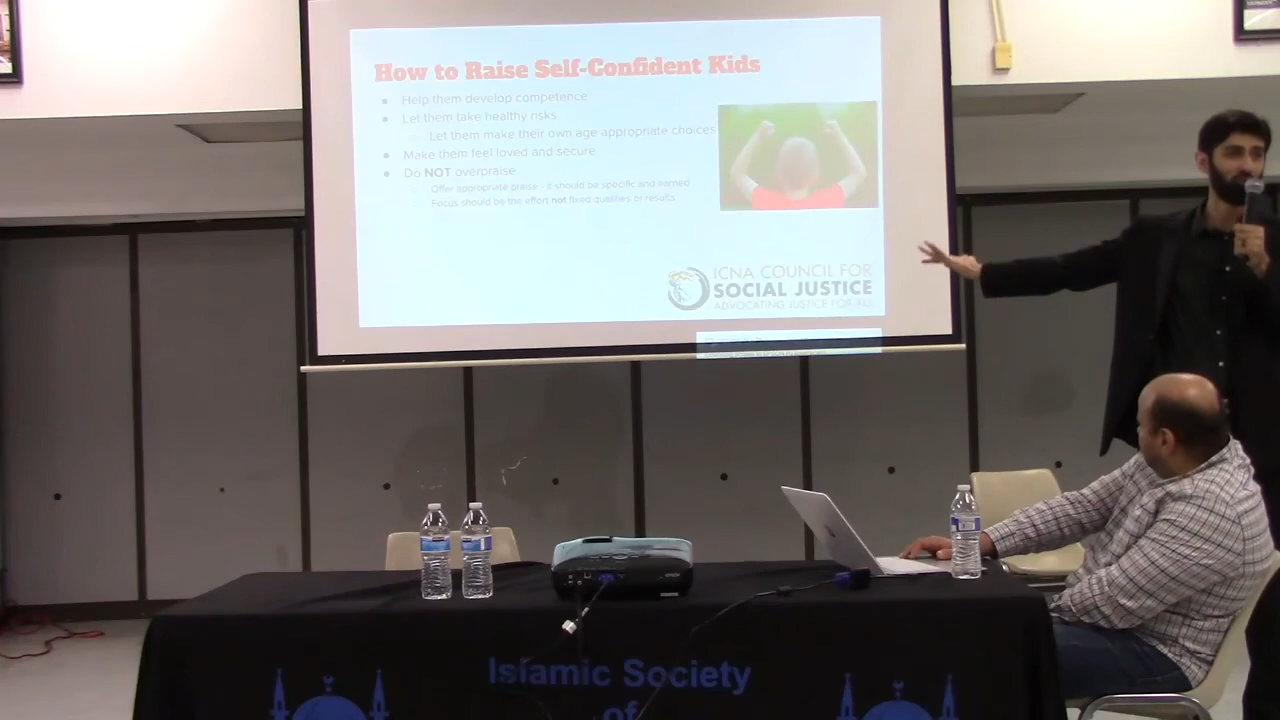 How to Raise Self-Confident Kids
Help them develop competence
Let them take healthy risks
Let them make their own age appropriate choices
Make them feel loved and secure
Do NOT overpraise
Offer appropriate praise - it should be specific and earned
Focus should be the effort not fixed qualities or results
ICNA COUNCIL FOR
SOCIAL JUSTICE
ADVOCATING JUSTICE FOR ALL
EPSON
Islamic Society
of